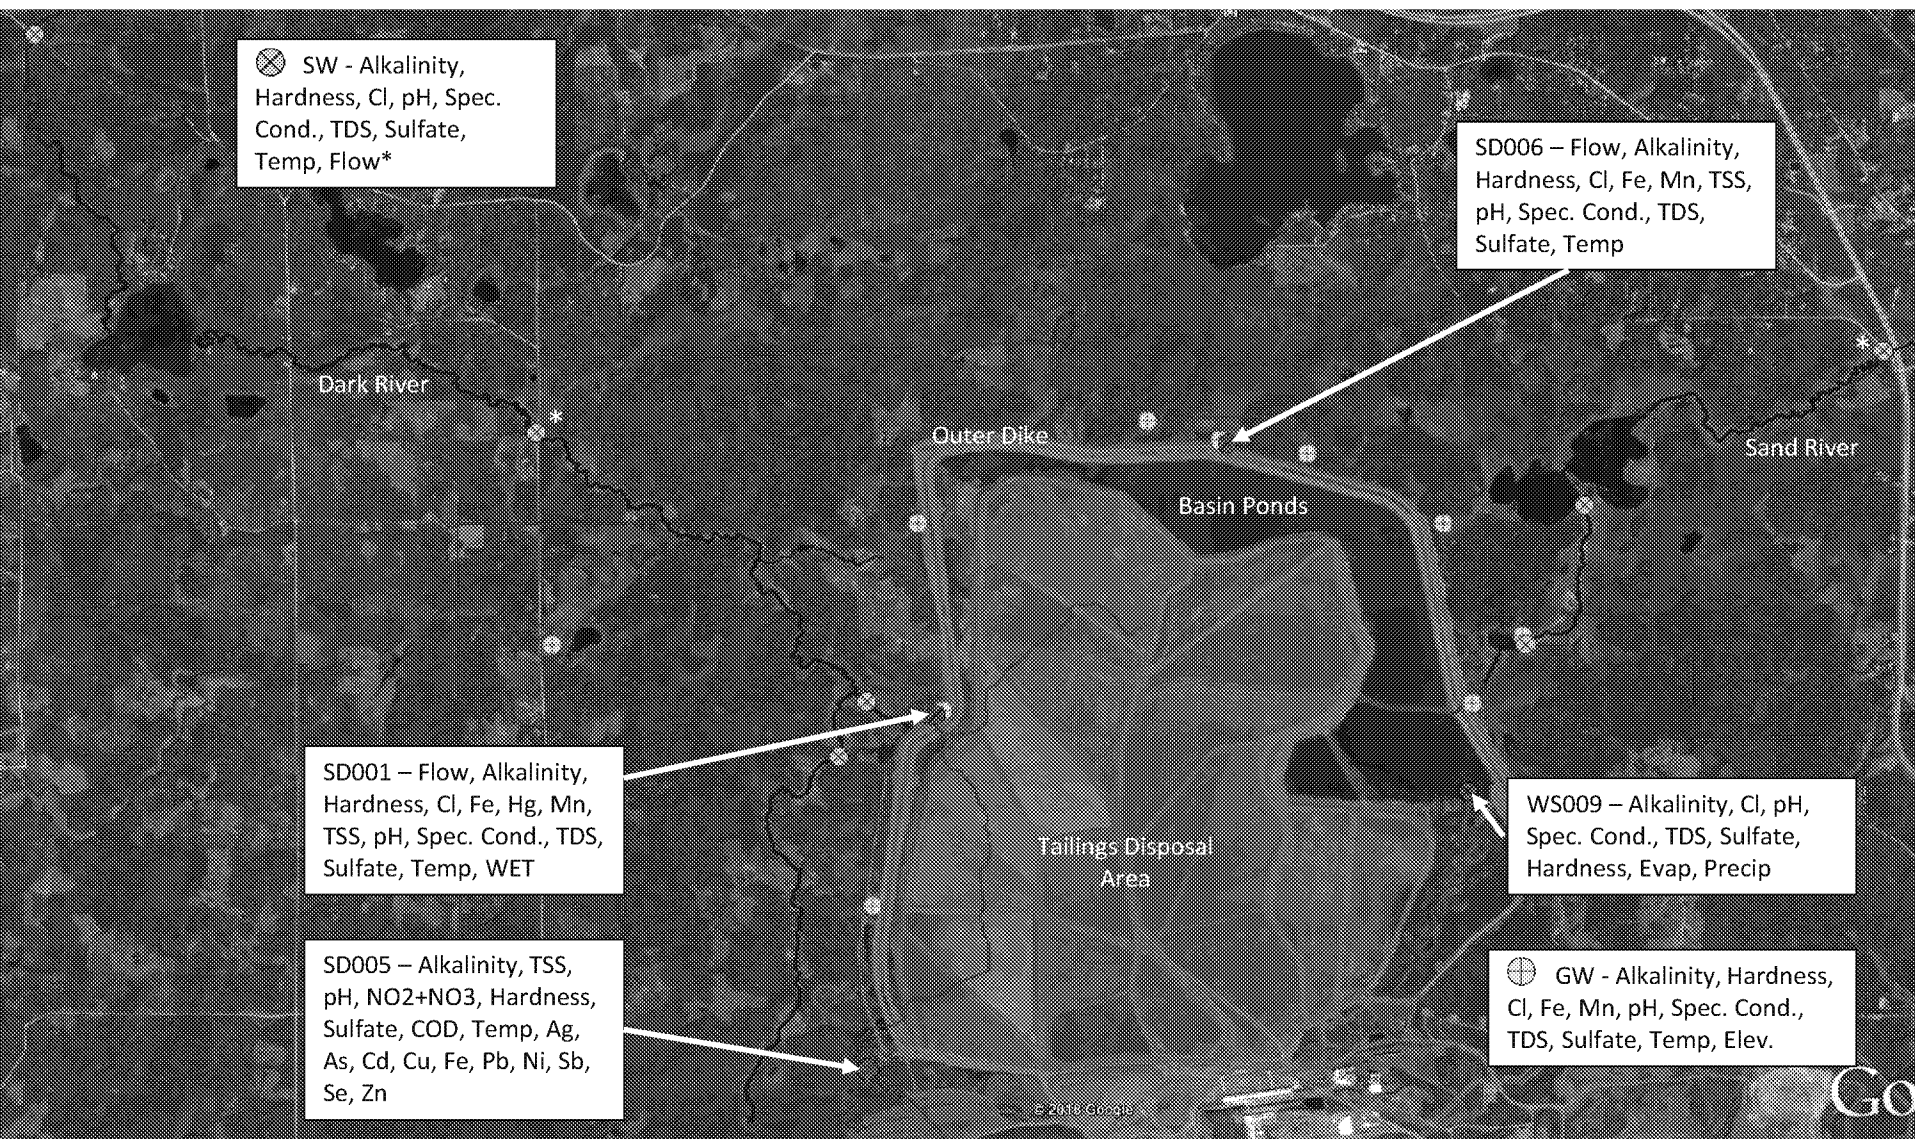 SW - Alkalinity,
Hardness, Cl, pH, Spec.
Cond., TDS, Sulfate,
Temp, Flow*
SD006 – Flow, Alkalinity,
Hardness, Cl, Fe, Mn, TSS,
pH, Spec. Cond., TDS,
Sulfate, Temp
*
Dark River
*
Outer Dike
Sand River
Basin Ponds
SD001 – Flow, Alkalinity,
Hardness, Cl, Fe, Hg, Mn,
TSS, pH, Spec. Cond., TDS,
Sulfate, Temp, WET
WS009 – Alkalinity, Cl, pH,
Spec. Cond., TDS, Sulfate,
Hardness, Evap, Precip
Tailings Disposal
Area
SD005 – Alkalinity, TSS,
pH, NO2+NO3, Hardness,
Sulfate, COD, Temp, Ag,
As, Cd, Cu, Fe, Pb, Ni, Sb,
Se, Zn
GW - Alkalinity, Hardness,
Cl, Fe, Mn, pH, Spec. Cond.,
TDS, Sulfate, Temp, Elev.
Go
© 2018 Google